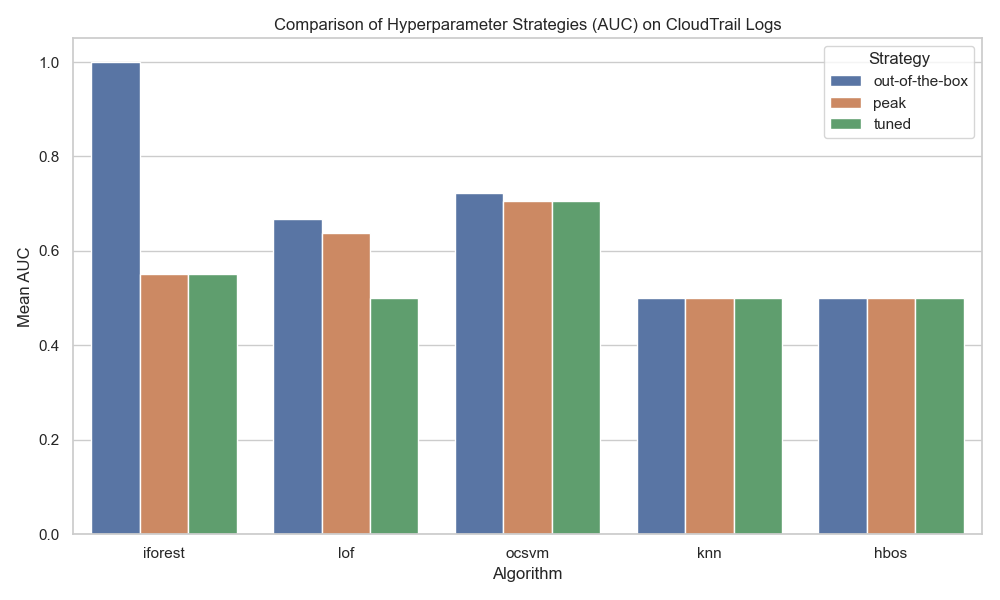 Comparison of Hyperparameter Strategies (AUC) on CloudTrail Logs
Strategy
out-of-the-box
peak
tuned
1.0
0.8
0.6
0.4
0.2
0.0
Mean AUC
iforest
lof
ocsvm
knn
hbos
Algorithm